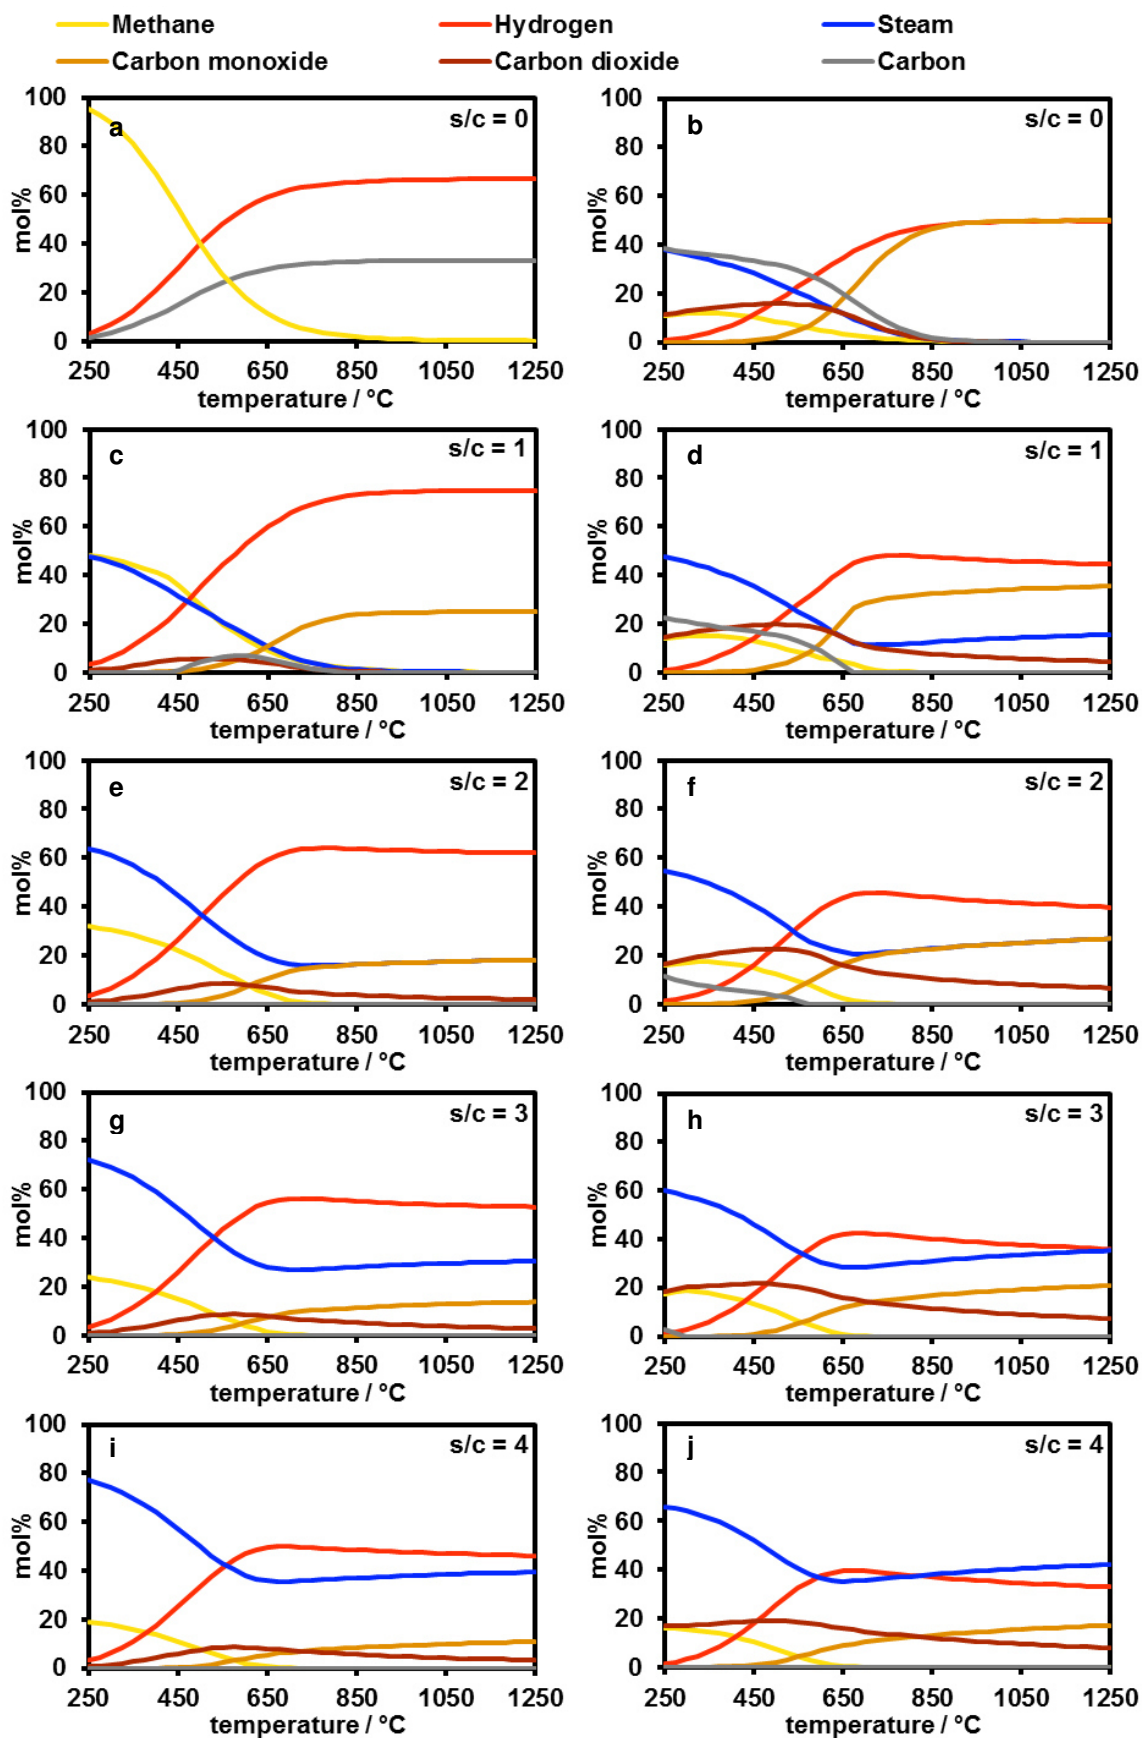 Methane Hydrogen Steam
Carbon monoxide Carbon dioxide Carbon
100
80
60
40
20
0
mol%
a
s/c = 0
250 450 650 850 1050 1250
temperature / °C
100
80
60
40
20
0
mol%
b
s/c = 0
250 450 650 850 1050 1250
temperature / °C
100
80
60
40
20
0
mol%
c
s/c = 1
250 450 650 850 1050 1250
temperature / °C
100
80
60
40
20
0
mol%
d
s/c = 1
250 450 650 850 1050 1250
temperature / °C
100
80
60
40
20
0
mol%
e
s/c = 2
250 450 650 850 1050 1250
temperature / °C
100
80
60
40
20
0
mol%
f
s/c = 2
250 450 650 850 1050 1250
temperature / °C
100
80
60
40
20
0
mol%
g
s/c = 3
250 450 650 850 1050 1250
temperature / °C
100
80
60
40
20
0
mol%
h
s/c = 3
250 450 650 850 1050 1250
temperature / °C
100
80
60
40
20
0
mol%
i
s/c = 4
250 450 650 850 1050 1250
temperature / °C
100
80
60
40
20
0
mol%
j
s/c = 4
250 450 650 850 1050 1250
temperature / °C